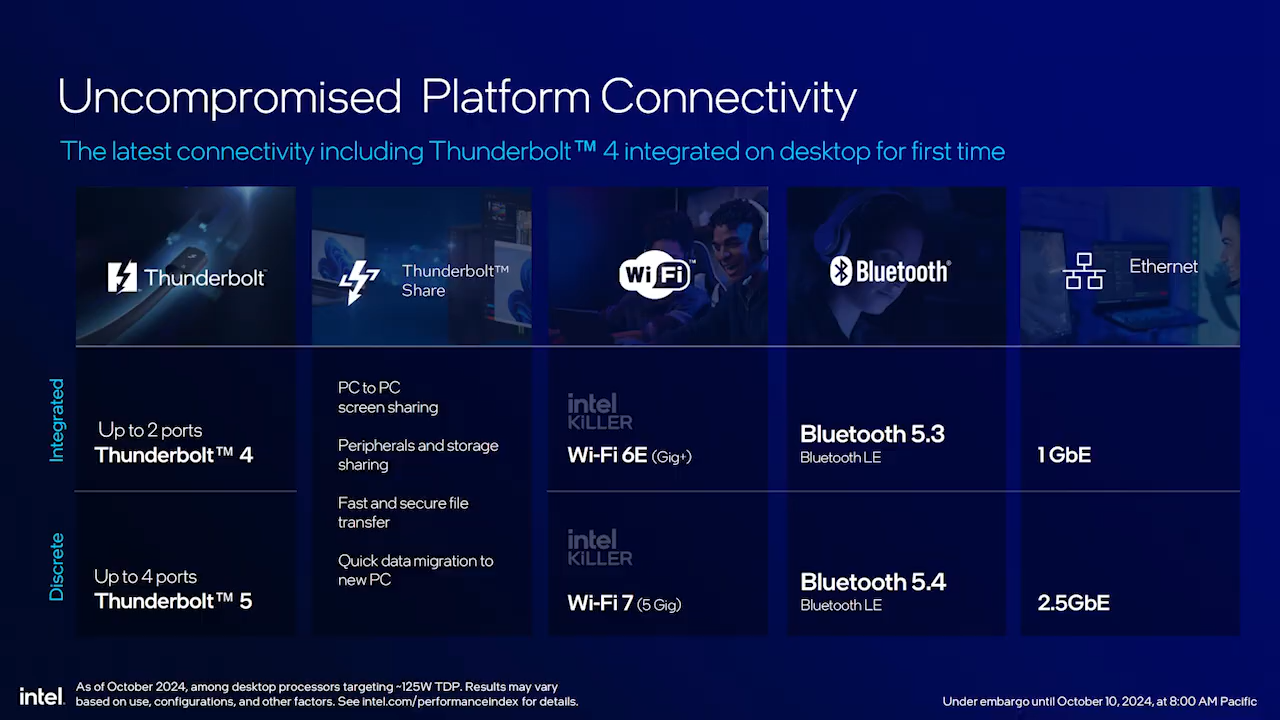 Uncompromised Platform Connectivity
The latest connectivity including Thunderbolt™ 4 integrated on desktop for first time
Thunderbolt™
Thunderbolt™
Share
Wi Fi™
Bluetooth®
Ethernet
Integrated
Up to 2 ports
Thunderbolt™ 4
PC to PC
screen sharing
Peripherals and storage
sharing
Fast and secure file
transfer
Quick data migration to
new PC
intel
KiLLER
Wi-Fi 6E (Gig+)
Bluetooth 5.3
Bluetooth LE
1 GbE
Discrete
Up to 4 ports
Thunderbolt™ 5
intel
KiLLER
Wi-Fi 7 (5 Gig)
Bluetooth 5.4
Bluetooth LE
2.5GbE
intel.
As of October 2024, among desktop processors targeting ~125W TDP. Results may vary
based on use, configurations, and other factors. See intel.com/performanceindex for details.
Under embargo until October 10, 2024, at 8:00 AM Pacific